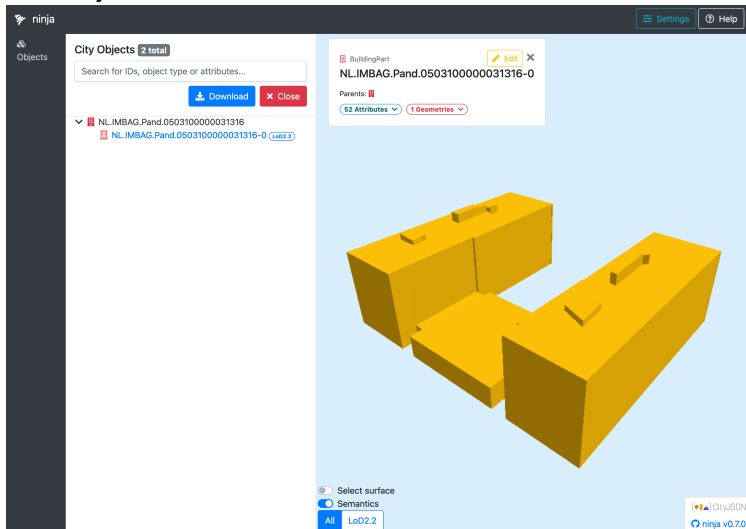 ninja
Settings
Help
Objects
City Objects 2 total
Search for IDs, object type or attributes...
Download
Close
NL.IMBAG.Pand.0503100000031316
NL.IMBAG.Pand.0503100000031316-0 LoD2.2
BuildingPart
Edit
NL.IMBAG.Pand.0503100000031316-0
Parents:
52 Attributes
1 Geometries
Select surface
Semantics
All
LoD2.2
CityJSON
ninja v0.7.0